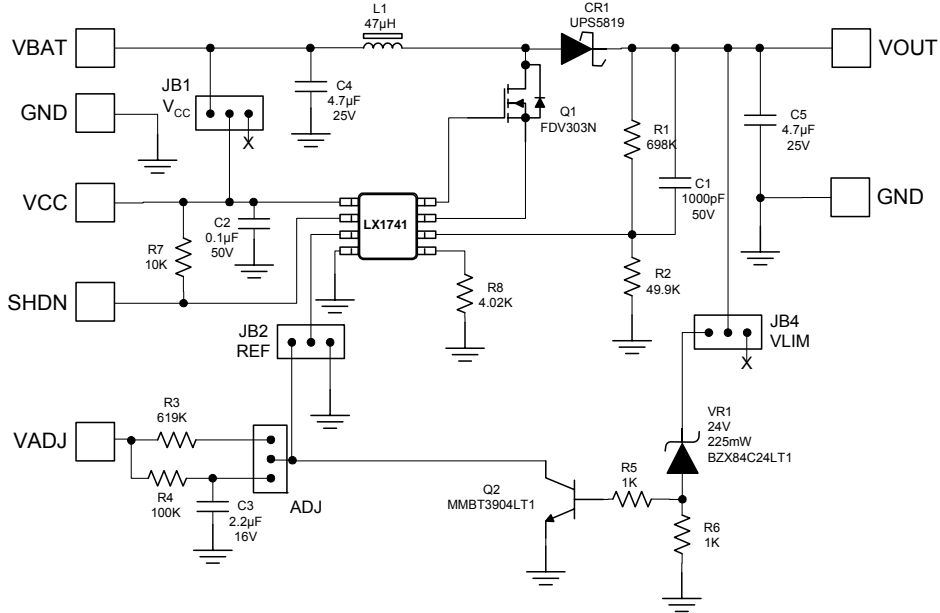 L1
47µH
CR1
UPS5819
VBAT
VOUT
JB1
VCC
C4
4.7µF
25V
GND
Q1
FDV303N
R1
698K
C5
4.7µF
25V
C1
1000pF
50V
VCC
GND
LX1741
C2
0.1µF
50V
R7
10K
R2
49.9K
R8
4.02K
SHDN
JB2
REF
JB4
VLIM
X
X
R3
619K
VADJ
VR1
24V
225mW
BZX84C24LT1
R4
100K
C3
2.2µF
16V
ADJ
Q2
MMBT3904LT1
R5
1K
R6
1K